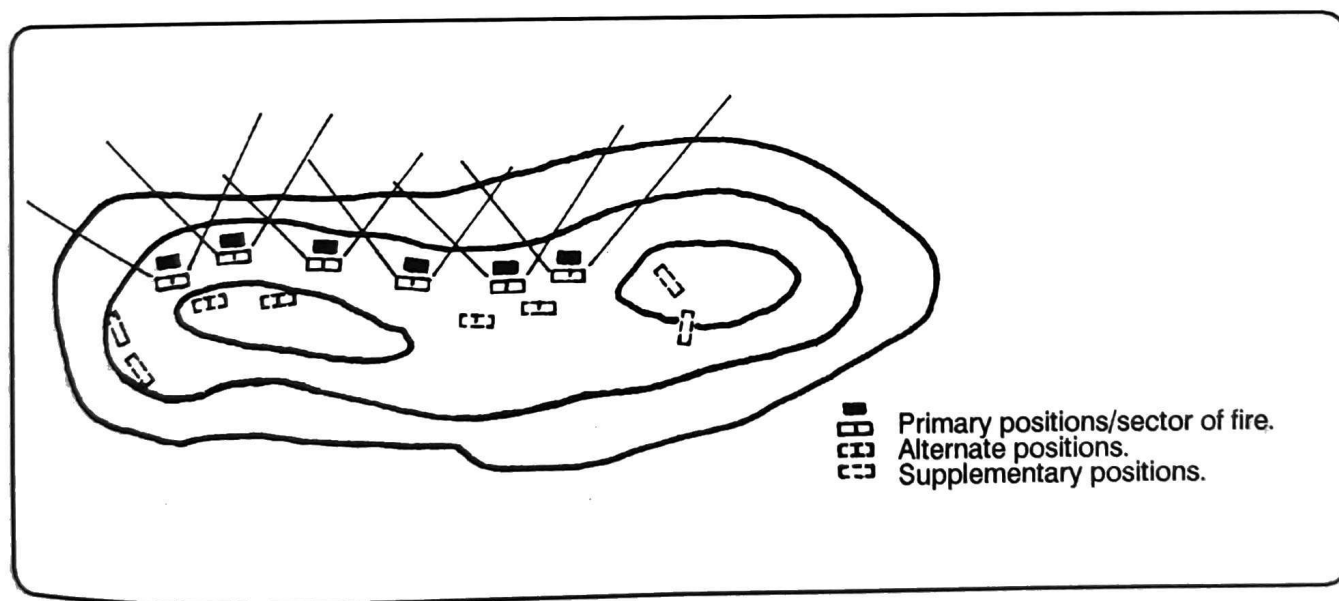 Primary positions/sector of fire.
Alternate positions.
Supplementary positions.